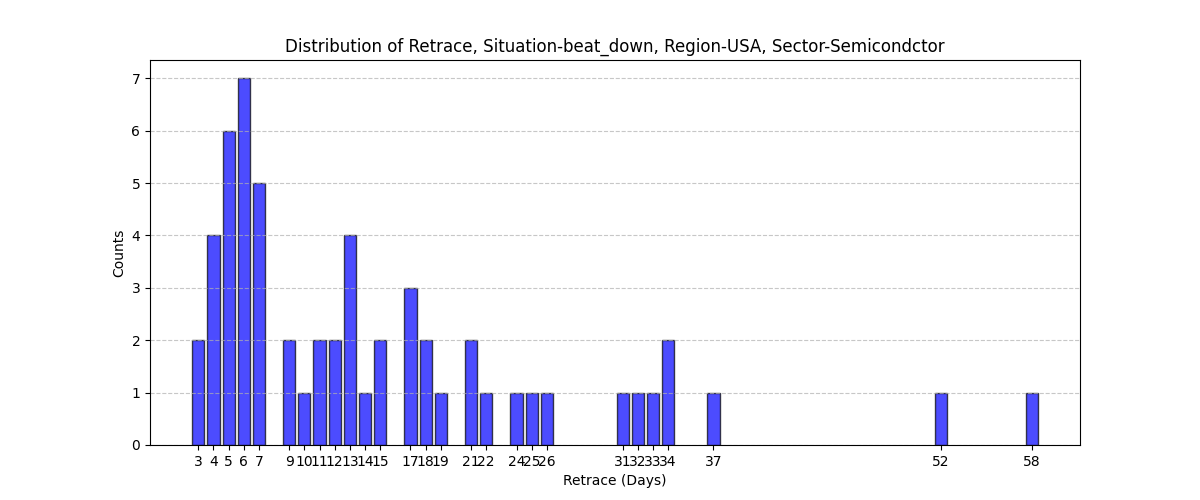 Distribution of Retrace, Situation-beat_down, Region-USA, Sector-Semicondctor
7
6
5
4
3
2
1
0
Counts
3 4 5 6 7 9 10 11 12 13 14 15 17 18 19 21 22 24 25 26 31 32 33 34 37 52 58
Retrace (Days)